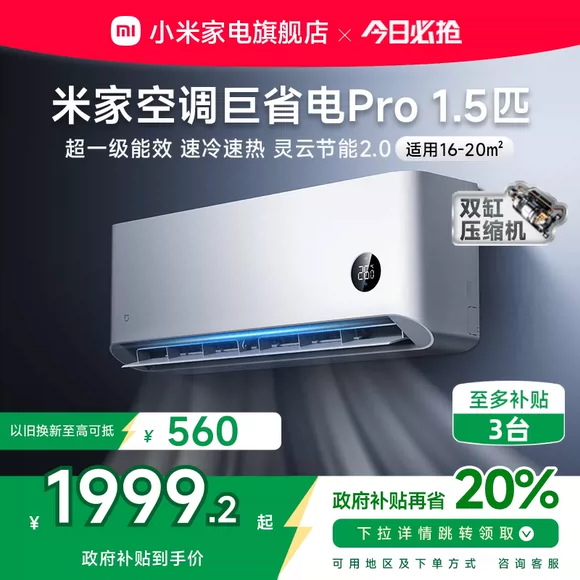 小米家电旗舰店 × 今日必抢
米家空调巨省电Pro 1.5匹
超一级能效 速冷速热 灵云节能2.0 适用16-20m²
双缸
压缩机
26.0
以旧换新至高可抵 ¥ 560
至多补贴
3台
¥1999.2起
政府补贴到手价
政府补贴再省 20%
下拉详情跳转领取
可用地区及下单方式 咨询客服